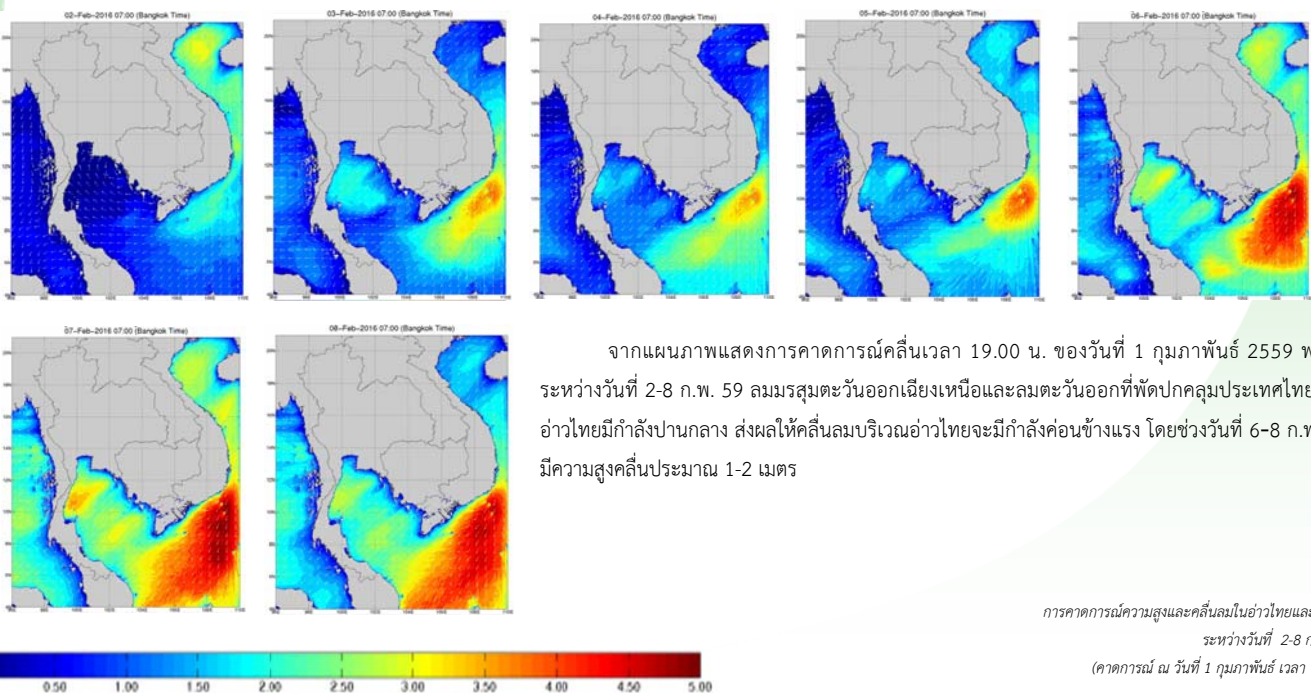 02-Feb-2016 07:00 (Bangkok Time)
03-Feb-2016 07:00 (Bangkok Time)
04-Feb-2016 07:00 (Bangkok Time)
05-Feb-2016 07:00 (Bangkok Time)
06-Feb-2016 07:00 (Bangkok Time)
07-Feb-2016 07:00 (Bangkok Time)
08-Feb-2016 07:00 (Bangkok Time)
จากแผนภาพแสดงการคาดการณ์คลื่นเวลา 19.00 น. ของวันที่ 1 กุมภาพันธ์ 2559
ระหว่างวันที่ 2-8 ก.พ. 59 ลมมรสุมตะวันออกเฉียงเหนือและลมตะวันออกที่พัดปกคลุมประเทศไทย
อ่าวไทยมีกำลังปานกลาง ส่งผลให้คลื่นลมบริเวณอ่าวไทยจะมีกำลังค่อนข้างแรง โดยช่วงวันที่ 6-8 ก.พ
มีความสูงคลื่นประมาณ 1-2 เมตร
การคาดการณ์ความสูงและคลื่นลมในอ่าวไทยและ
ระหว่างวันที่ 2-8 ก
(คาดการณ์ ณ วันที่ 1 กุมภาพันธ์ เวลา
0.50 1.00 1.50 2.00 2.50 3.00 3.50 4.00 4.50 5.00